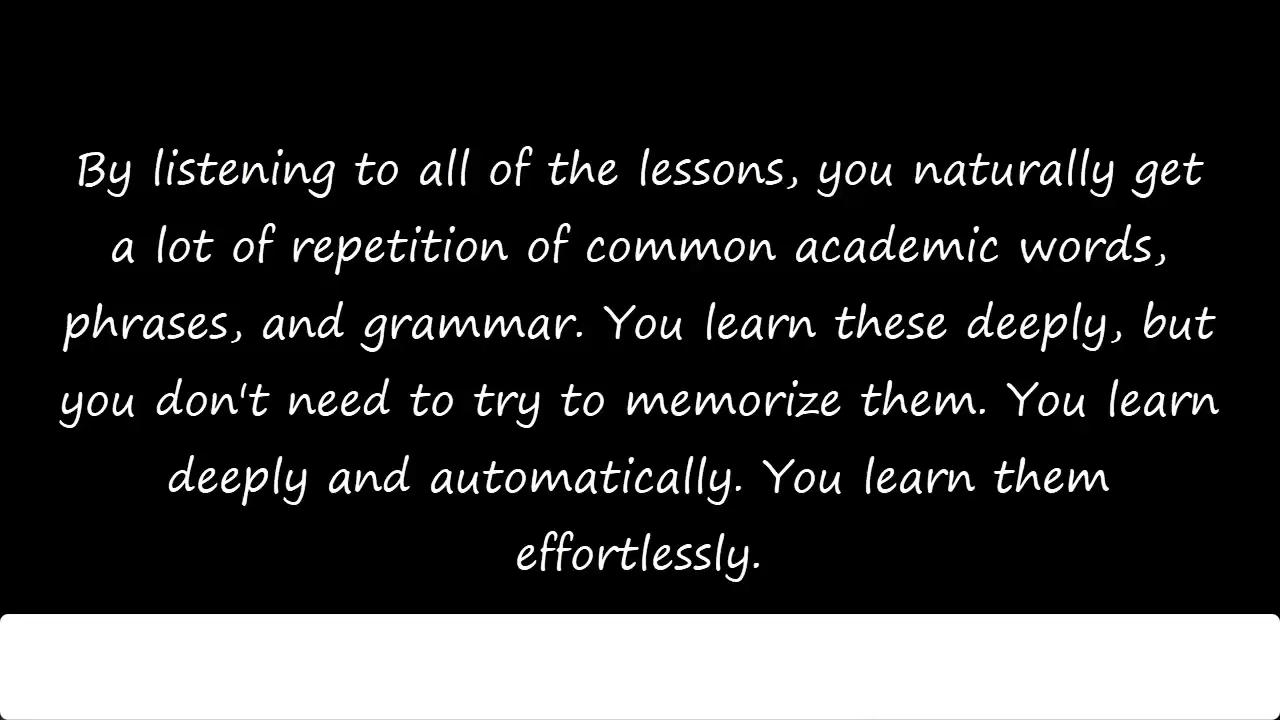 By listening to all of the lessons, you naturally get
a lot of repetition of common academic words,
phrases, and grammar. You learn these deeply, but
you don't need to try to memorize them. You learn
deeply and automatically. You learn them
effortlessly.